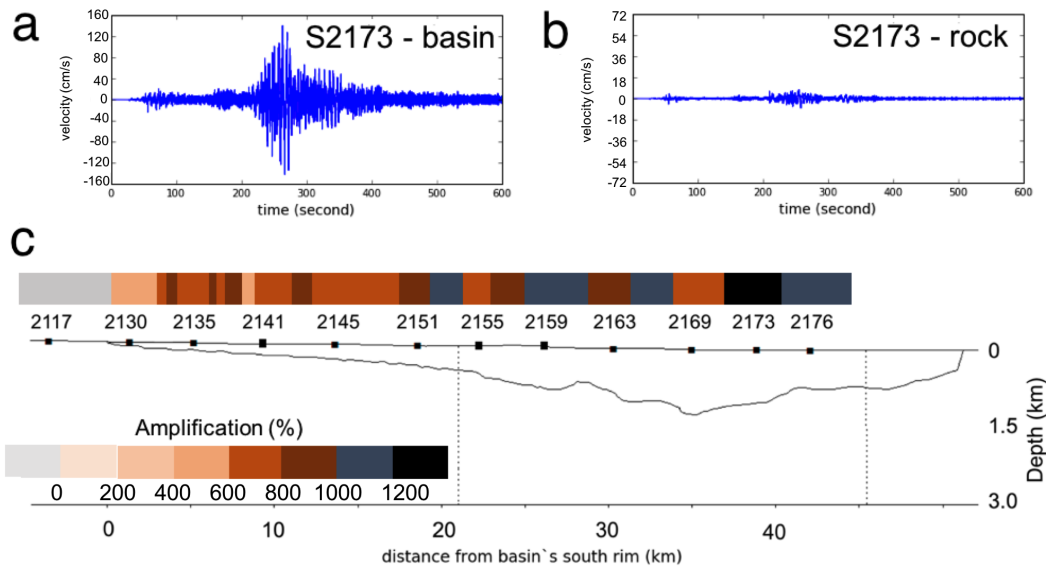 a
S2173 - basin
160
120
80
40
0
-40
-80
-120
-160
velocity (cm/s)
0 100 200 300 400 500 600
time (second)
b
S2173 - rock
72
54
36
18
0
-18
-36
-54
-72
velocity (cm/s)
0 100 200 300 400 500 600
time (second)
c
2117 2130 2135 2141 2145 2151 2155 2159 2163 2169 2173 2176
0
1.5
3.0
Depth (km)
Amplification (%)
0 200 400 600 800 1000 1200
0 10 20 30 40
distance from basin`s south rim (km)